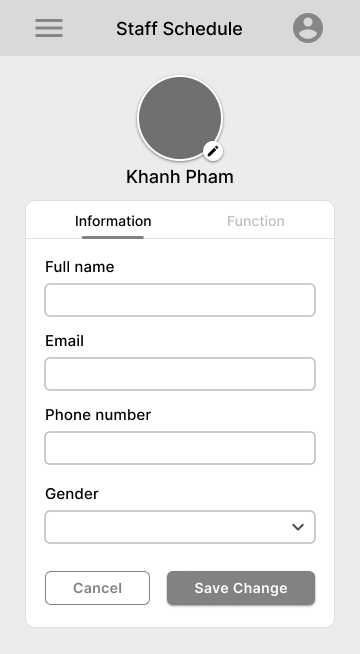 Staff Schedule
Khanh Pham
Information
Function
Full name
Email
Phone number
Gender
Cancel
Save Change